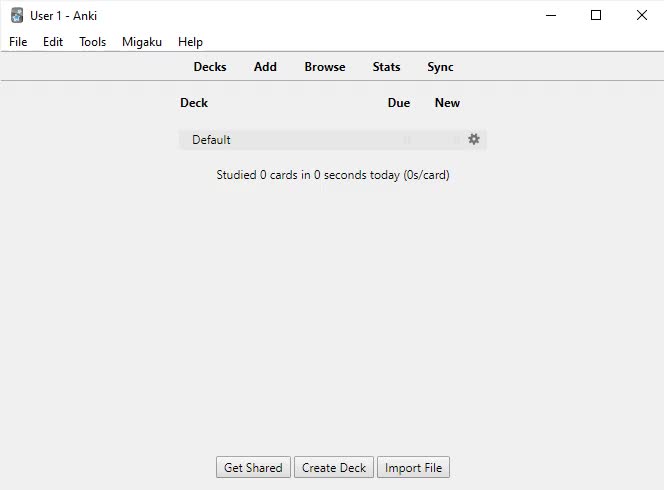 User 1 - Anki
File Edit Tools Migaku Help
Decks Add Browse Stats Sync
Deck Due New
Default 0 0
Studied 0 cards in 0 seconds today (0s/card)
Get Shared Create Deck Import File